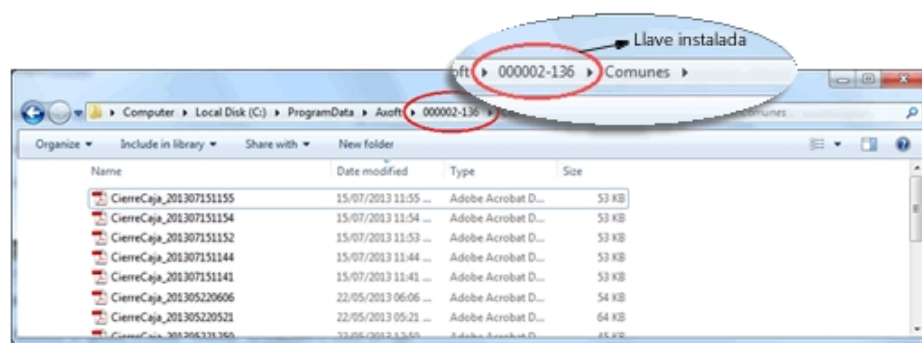 Llave instalada
oft ▸ 000002-136 ▸ Comunes ▸
Computer ▸ Local Disk (C:) ▸ ProgramData ▸ Axoft ▸ 000002-136 ▸ Comunes
Organize Include in library Share with New folder
Name Date modified Type Size
CierreCaja_201307151155 15/07/2013 11:55 ... Adobe Acrobat D... 53 KB
CierreCaja_201307151154 15/07/2013 11:54 ... Adobe Acrobat D... 53 KB
CierreCaja_201307151152 15/07/2013 11:53 ... Adobe Acrobat D... 53 KB
CierreCaja_201307151144 15/07/2013 11:44 ... Adobe Acrobat D... 53 KB
CierreCaja_201307151141 15/07/2013 11:41 ... Adobe Acrobat D... 53 KB
CierreCaja_201305220606 22/05/2013 06:06 ... Adobe Acrobat D... 54 KB
CierreCaja_201305220521 22/05/2013 05:21 ... Adobe Acrobat D... 64 KB